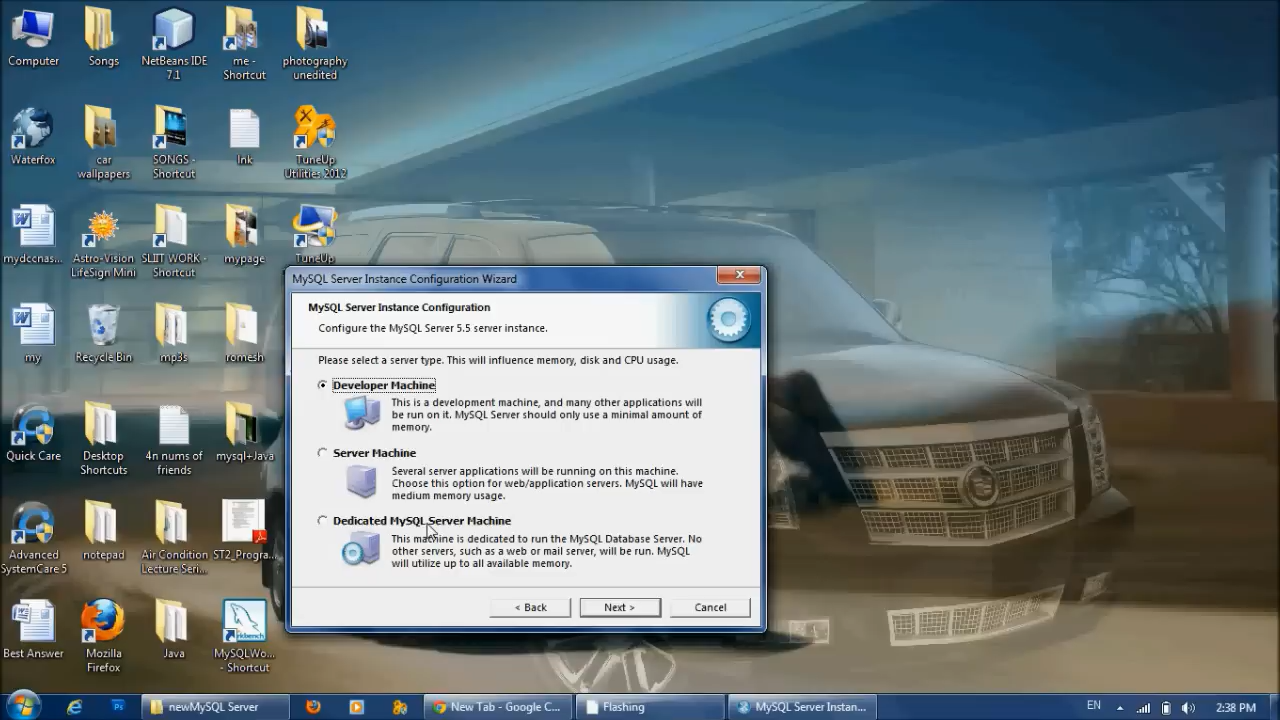 Computer
Songs
NetBeans IDE
7.1
me -
Shortcut
photography
unedited
Waterfox
car
wallpapers
SONGS -
Shortcut
lnk
TuneUp
Utilities 2012
mydccnas...
Astro-Vision
LifeSign Mini
SLIIT WORK -
Shortcut
mypage
TuneUp
my
Recycle Bin
mp3s
romesh
Quick Care
Desktop
Shortcuts
4n nums of
friends
mysql+Java
Advanced
SystemCare 5
notepad
Air Condition
Lecture Seri...
ST2_Progra...
Best Answer
Mozilla
Firefox
Java
MySQLWo...
- Shortcut
MySQL Server Instance Configuration Wizard
MySQL Server Instance Configuration
Configure the MySQL Server 5.5 server instance.
Please select a server type. This will influence memory, disk and CPU usage.
Developer Machine
This is a development machine, and many other applications will
be run on it. MySQL Server should only use a minimal amount of
memory.
Server Machine
Several server applications will be running on this machine.
Choose this option for web/application servers. MySQL will have
medium memory usage.
Dedicated MySQL Server Machine
This machine is dedicated to run the MySQL Database Server. No
other servers, such as a web or mail server, will be run. MySQL
will utilize up to all available memory.
< Back
Next >
Cancel
newMySQL Server
New Tab - Google C...
Flashing
MySQL Server Instan...
EN
2:38 PM